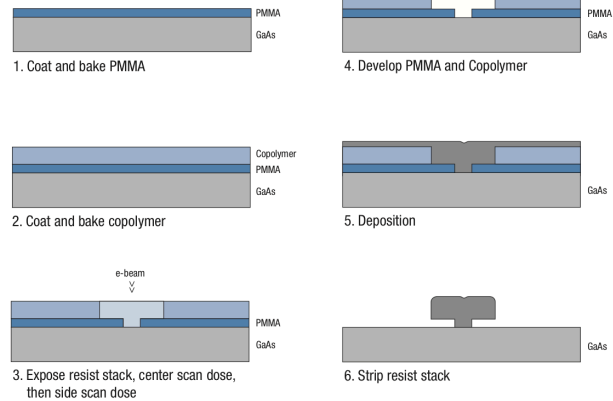 PMMA
GaAs
1. Coat and bake PMMA
Copolymer
PMMA
GaAs
2. Coat and bake copolymer
e-beam
PMMA
GaAs
3. Expose resist stack, center scan dose,
then side scan dose
PMMA
GaAs
4. Develop PMMA and Copolymer
GaAs
5. Deposition
GaAs
6. Strip resist stack